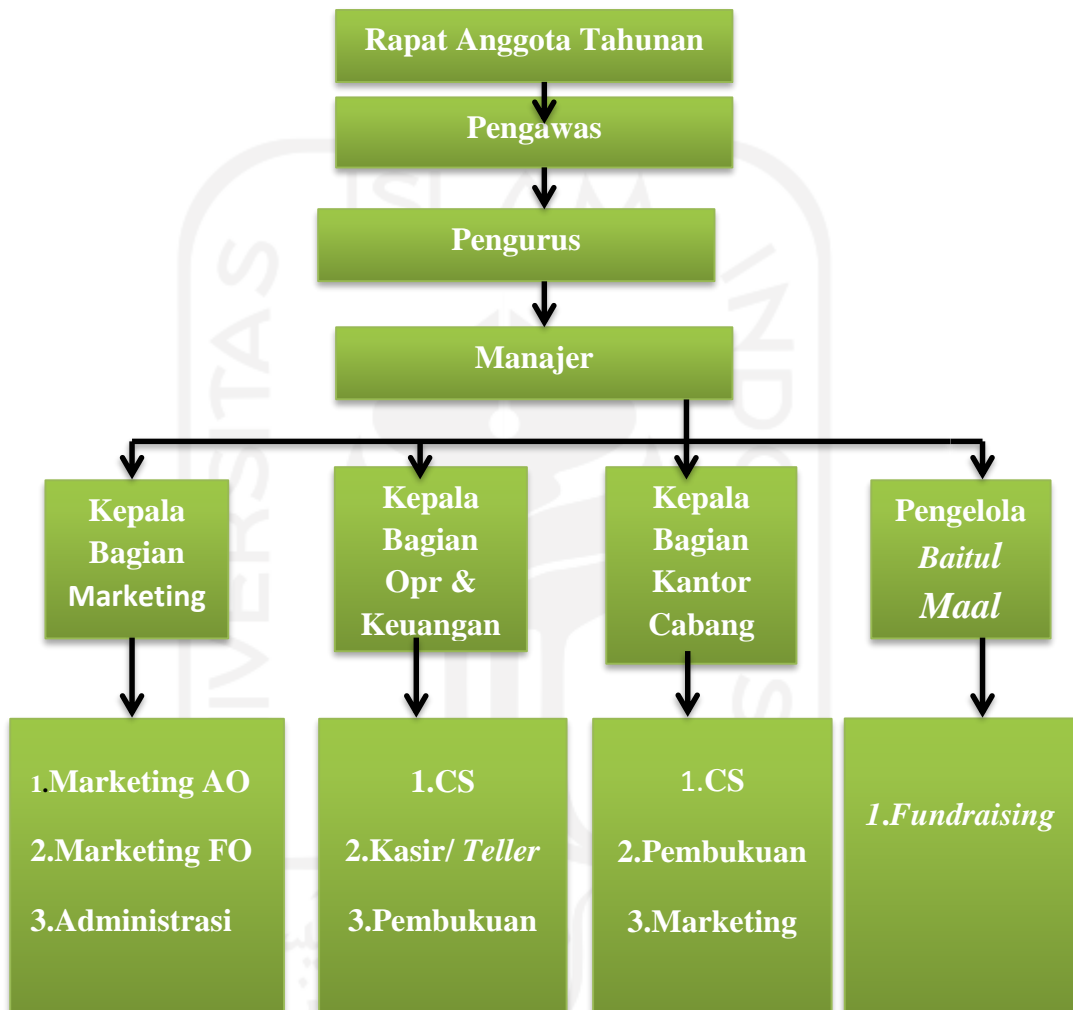 Rapat Anggota Tahunan
Pengawas
Pengurus
Manajer
Kepala
Bagian
Marketing
Kepala
Bagian
Opr &
Keuangan
Kepala
Bagian
Kantor
Cabang
Pengelola
Baitul
Maal
1.Marketing AO
2.Marketing FO
3.Administrasi
1.CS
2.Kasir/ Teller
3.Pembukuan
1.CS
2.Pembukuan
3.Marketing
1.Fundraising